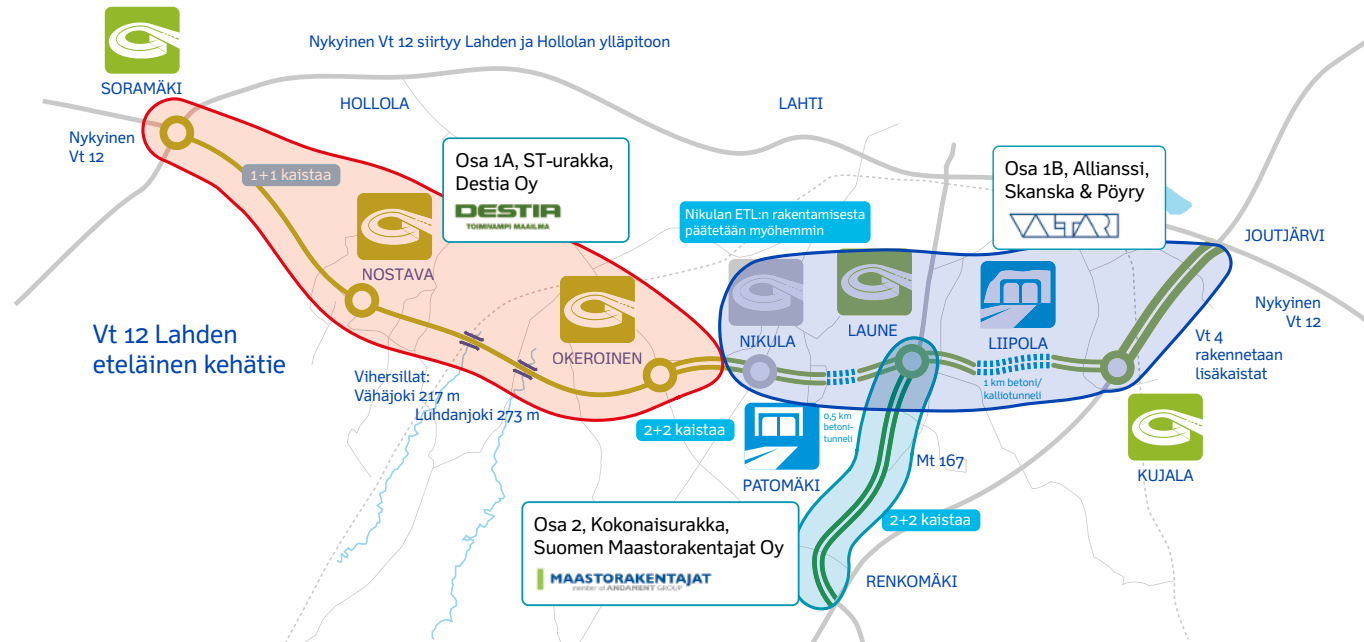 Nykyinen Vt 12 siirtyy Lahden ja Hollolan ylläpitoon
SORAMÄKI
HOLLOLA
LAHTI
Nykyinen
Vt 12
1+1 kaistaa
Osa 1A, ST-urakka,
Destia Oy
DESTIA
TOIMIVAMPI MAAILMA
Osa 1B, Allianssi,
Skanska & Pöyry
VALTARI
Nikulan ETL:n rakentamisesta
päätetään myöhemmin
JOUTJÄRVI
NOSTAVA
OKEROINEN
NIKULA
LAUNE
LIIPOLA
Nykyinen
Vt 12
Vt 4
rakennetaan
lisäkaistat
Vt 12 Lahden
eteläinen kehätie
Vihersillat:
Vähäjoki 217 m
Luhdanjoki 273 m
1 km betoni/
kalliotunneli
2+2 kaistaa
0,5 km
betoni-
tunneli
PATOMÄKI
Mt 167
KUJALA
Osa 2, Kokonaisurakka,
Suomen Maastorakentajat Oy
MAASTORAKENTAJAT
member of ANDAMENT GROUP
2+2 kaistaa
RENKOMÄKI